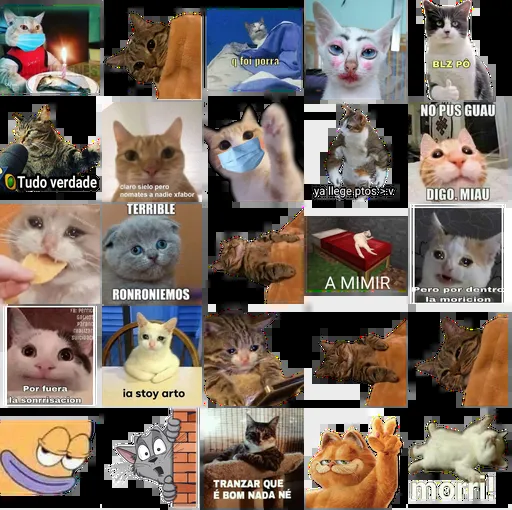 q foi porra
BLZ PÔ
Tudo verdade
claro sielo pero
nomates a nadie xfabor
ya llege ptos:>:v
NO PUS GUAU
DIGO. MIAU
TERRIBLE
RONRONIEMOS
A MIMIR
Pero por dentro
la moricion
Por fuera
la sonrrisacion
ia stoy arto
TRANZAR QUE
É BOM NADA NÉ
morri!